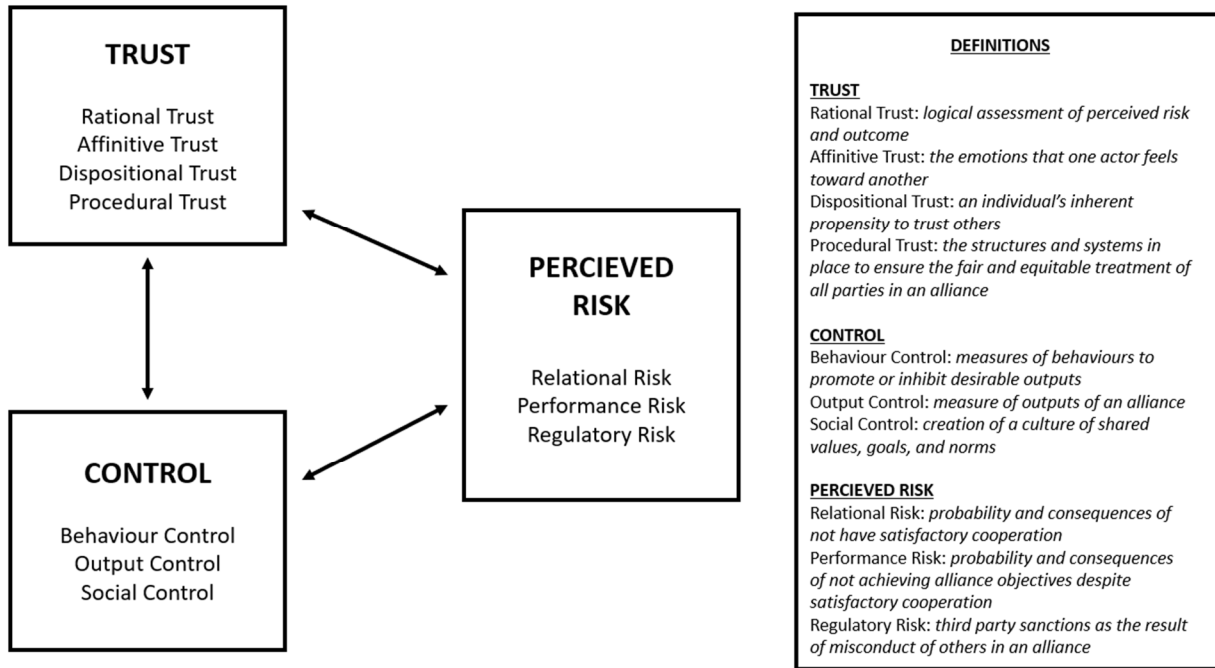 TRUST
Rational Trust
Affinitive Trust
Dispositional Trust
Procedural Trust
CONTROL
Behaviour Control
Output Control
Social Control
PERCIEVED
RISK
Relational Risk
Performance Risk
Regulatory Risk
DEFINITIONS
TRUST
Rational Trust: logical assessment of perceived risk
and outcome
Affinitive Trust: the emotions that one actor feels
toward another
Dispositional Trust: an individual's inherent
propensity to trust others
Procedural Trust: the structures and systems in
place to ensure the fair and equitable treatment of
all parties in an alliance
CONTROL
Behaviour Control: measures of behaviours to
promote or inhibit desirable outputs
Output Control: measure of outputs of an alliance
Social Control: creation of a culture of shared
values, goals, and norms
PERCIEVED RISK
Relational Risk: probability and consequences of
not have satisfactory cooperation
Performance Risk: probability and consequences
of not achieving alliance objectives despite
satisfactory cooperation
Regulatory Risk: third party sanctions as the result
of misconduct of others in an alliance